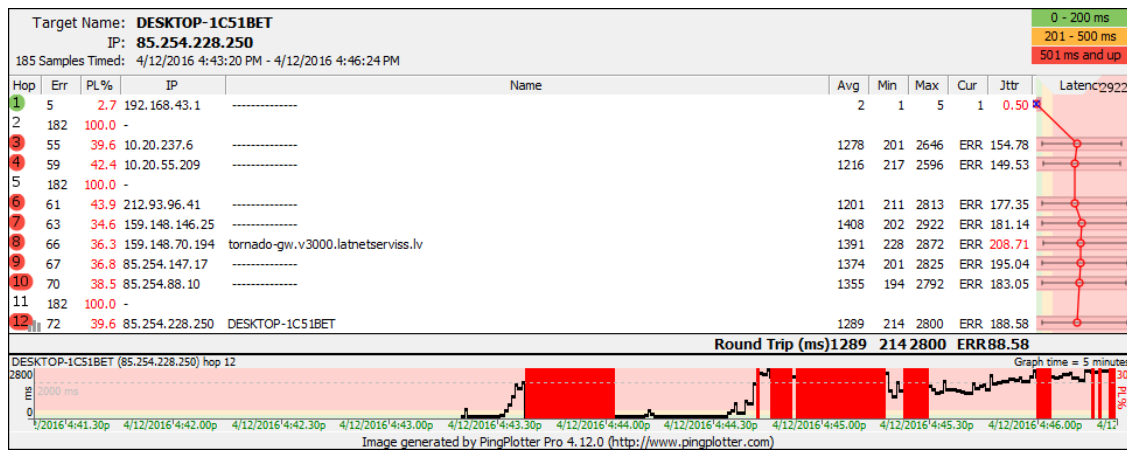 Target Name: DESKTOP-1C51BET
IP: 85.254.228.250
185 Samples Timed: 4/12/2016 4:43:20 PM - 4/12/2016 4:46:24 PM
0 - 200 ms
201 - 500 ms
501 ms and up
Hop Err PL% IP Name Avg Min Max Cur Jttr Latency 2922
1 5 2.7 192.168.43.1 -------------- 2 1 5 1 0.50
2 182 100.0 -
3 55 39.6 10.20.237.6 -------------- 1278 201 2646 ERR 154.78
4 59 42.4 10.20.55.209 -------------- 1216 217 2596 ERR 149.53
5 182 100.0 -
6 61 43.9 212.93.96.41 -------------- 1201 211 2813 ERR 177.35
7 63 34.6 159.148.146.25 -------------- 1408 202 2922 ERR 181.14
8 66 36.3 159.148.70.194 tornado-gw.v3000.latnetserviss.lv 1391 228 2872 ERR 208.71
9 67 36.8 85.254.147.17 -------------- 1374 201 2825 ERR 195.04
10 70 38.5 85.254.88.10 -------------- 1355 194 2792 ERR 183.05
11 182 100.0 -
12 72 39.6 85.254.228.250 DESKTOP-1C51BET 1289 214 2800 ERR 188.58
Round Trip (ms) 1289 214 2800 ERR 88.58
DESKTOP-1C51BET (85.254.228.250) hop 12 Graph time = 5 minutes
2800 30
ms 2000 ms PL%
0
/2016 4:41.30p 4/12/2016 4:42.00p 4/12/2016 4:42.30p 4/12/2016 4:43.00p 4/12/2016 4:43.30p 4/12/2016 4:44.00p 4/12/2016 4:44.30p 4/12/2016 4:45.00p 4/12/2016 4:45.30p 4/12/2016 4:46.00p 4/12
Image generated by PingPlotter Pro 4.12.0 (http://www.pingplotter.com)